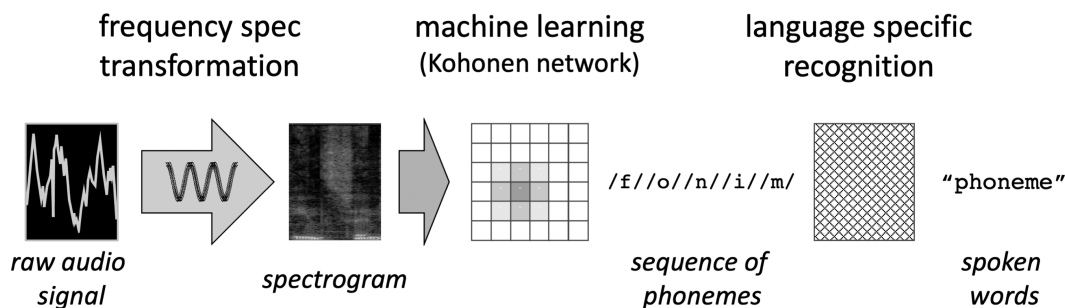 frequency spec
transformation
machine learning
(Kohonen network)
language specific
recognition
/f//o//n//i//m/
“phoneme”
raw audio
signal
spectrogram
sequence of
phonemes
spoken
words